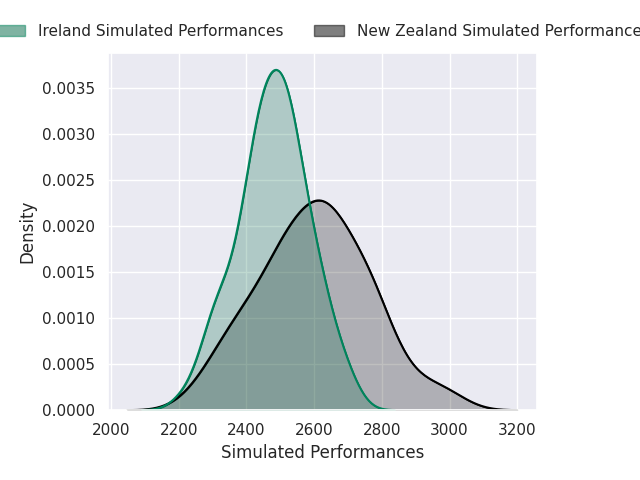 Ireland Simulated Performances New Zealand Simulated Performance
0.0035
0.0030
0.0025
0.0020
0.0015
0.0010
0.0005
0.0000
Density
2000 2200 2400 2600 2800 3000 3200
Simulated Performances